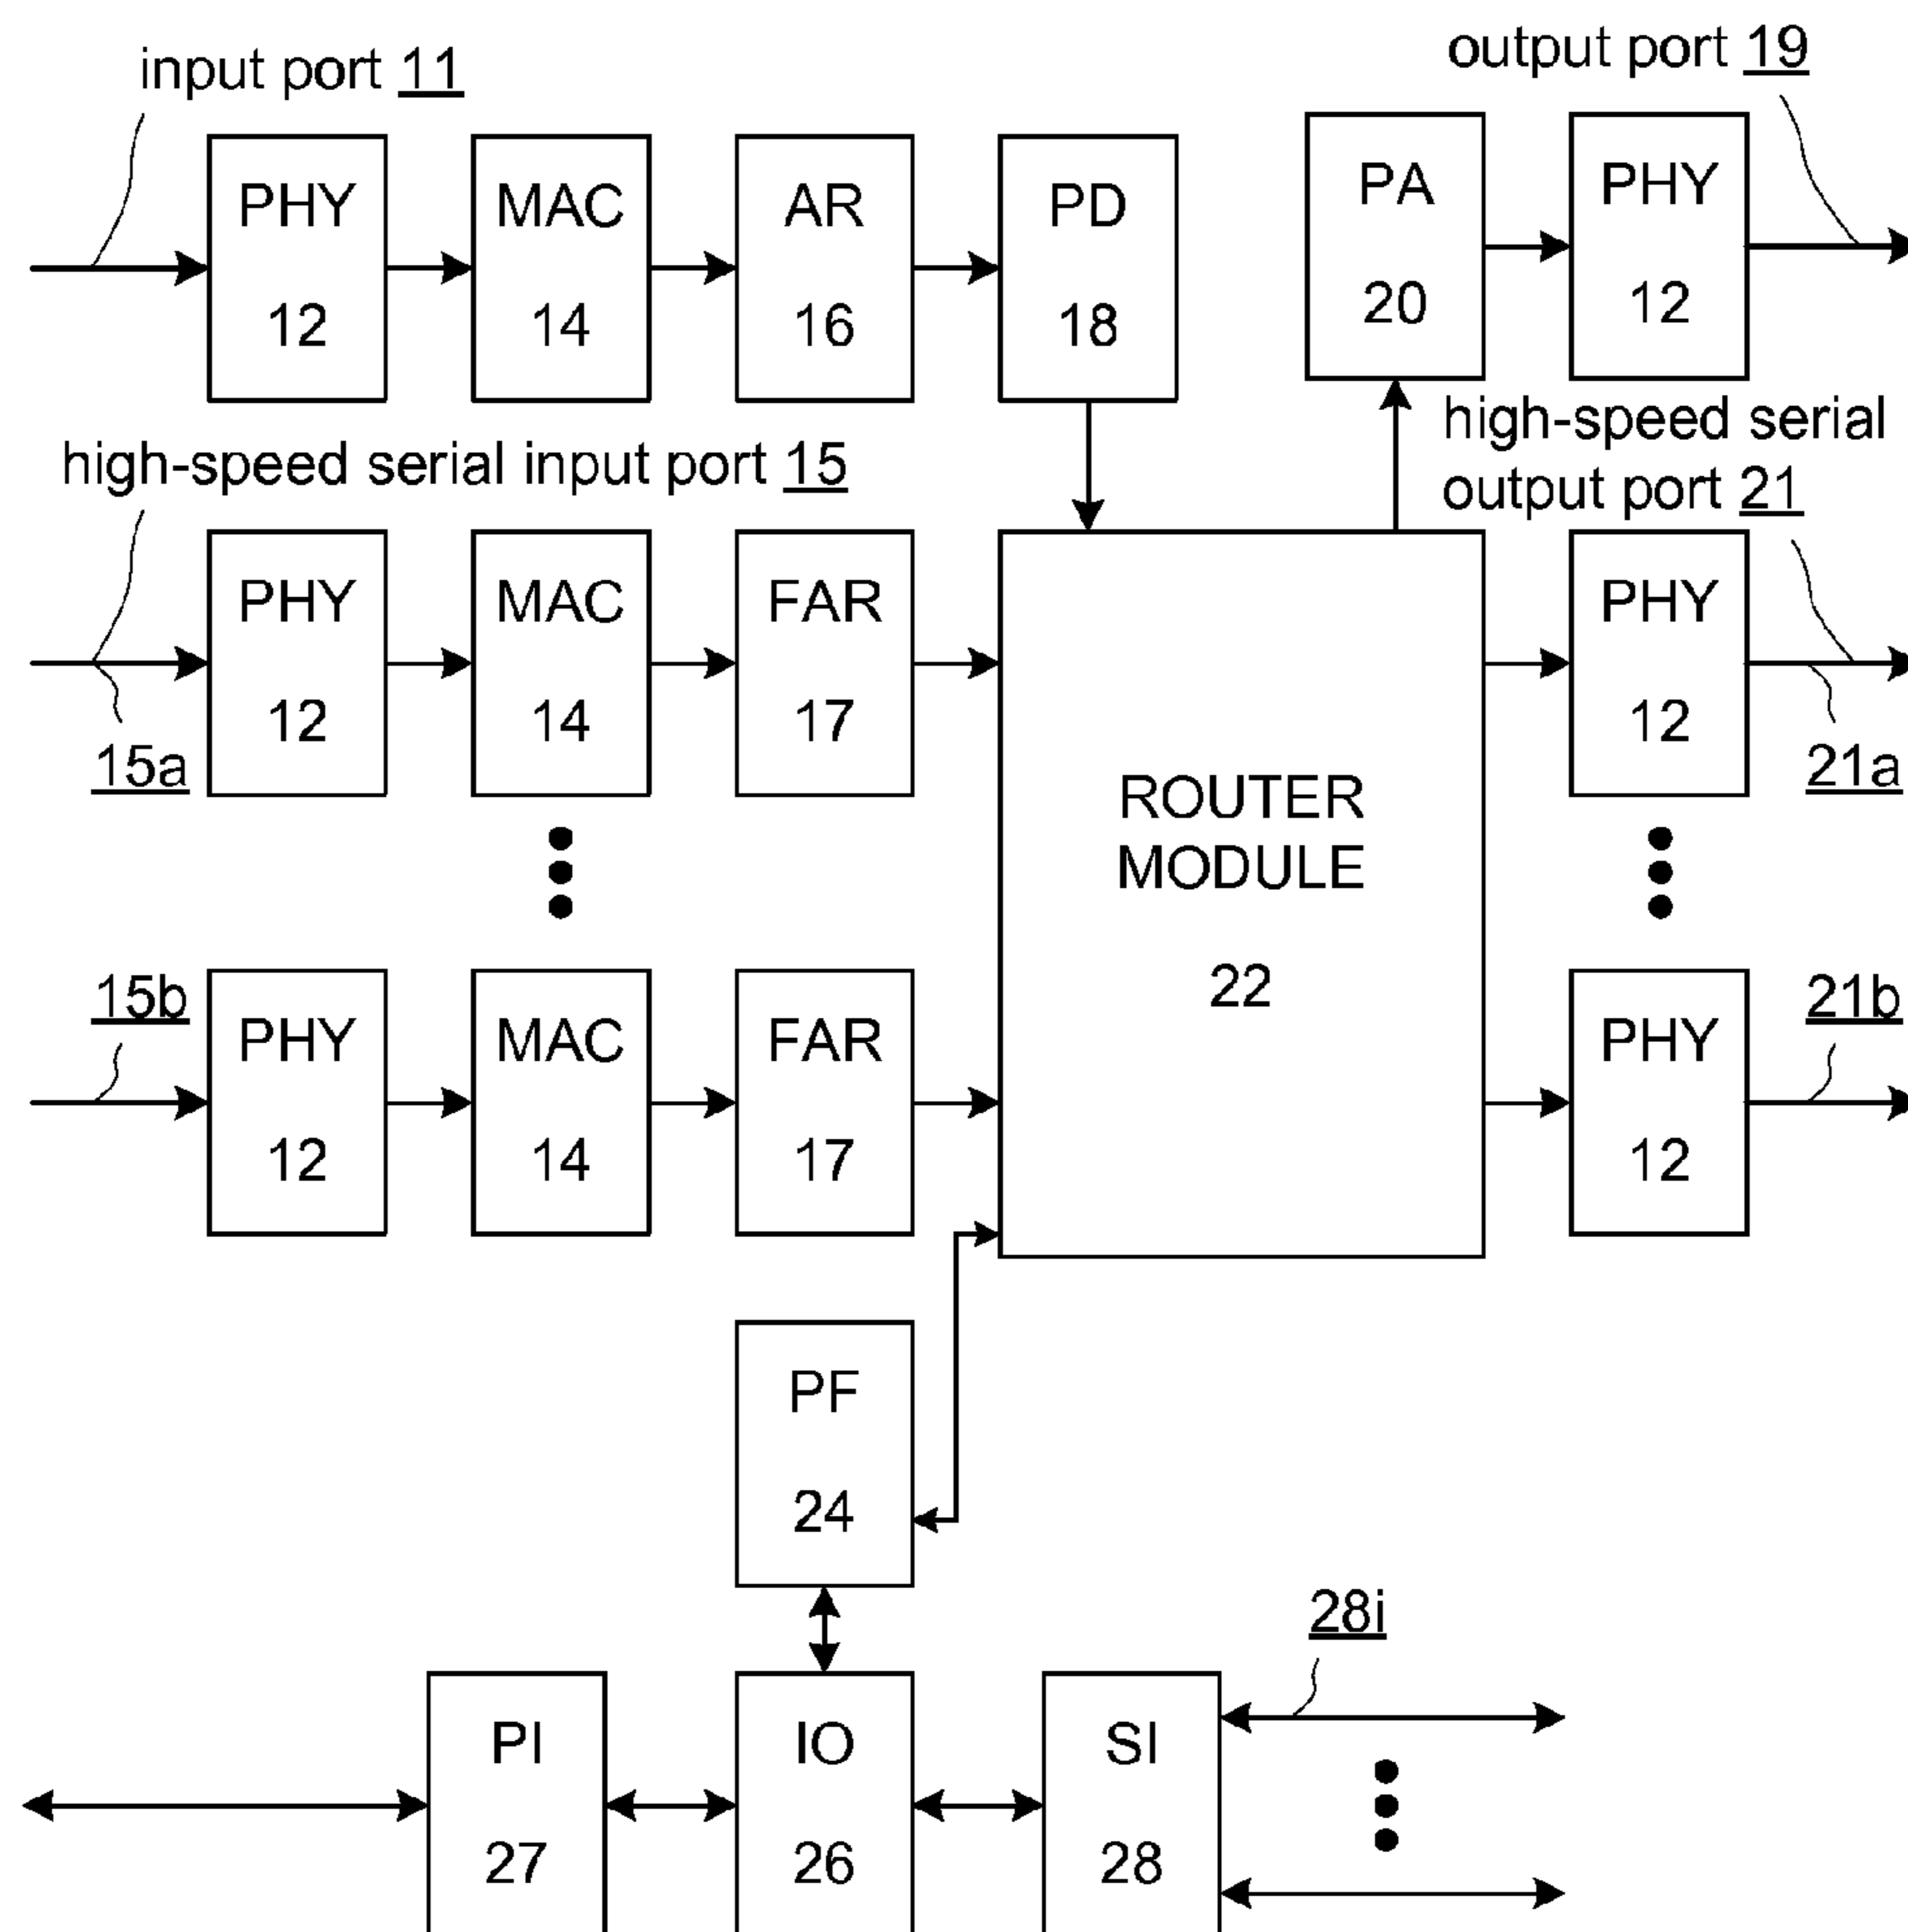 input port 11
output port 19
PHY
12
MAC
14
AR
16
PD
18
PA
20
PHY
12
high-speed serial input port 15
high-speed serial
output port 21
PHY
12
MAC
14
FAR
17
PHY
12
15a
21a
ROUTER
MODULE
22
15b
21b
PHY
12
MAC
14
FAR
17
PHY
12
PF
24
28i
PI
27
IO
26
SI
28